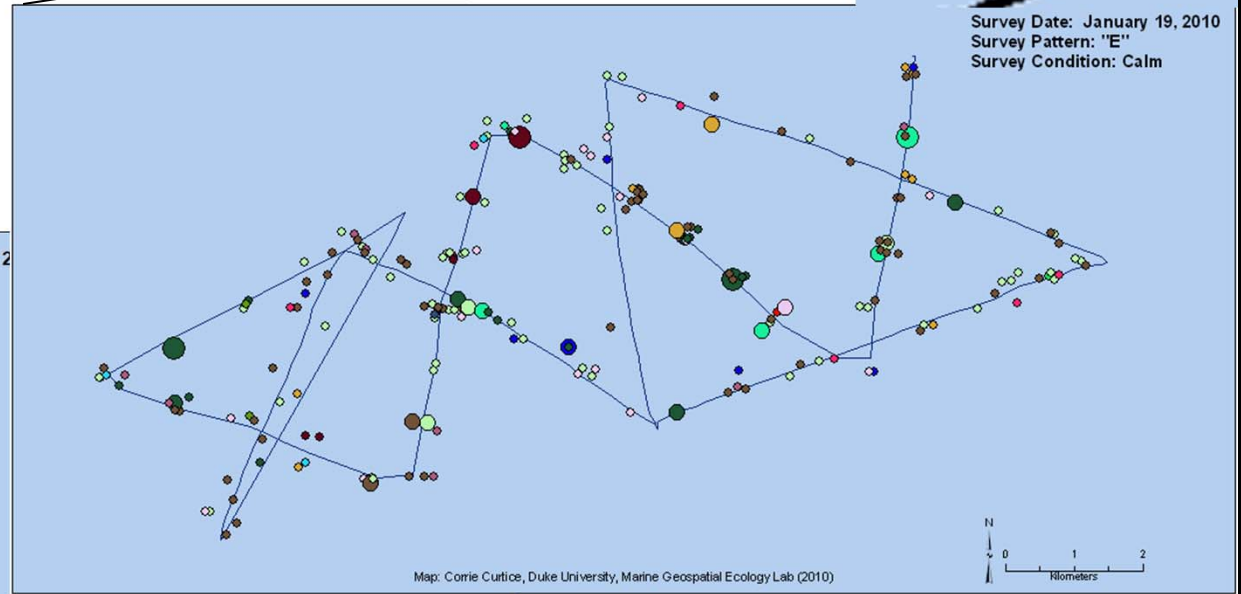 Survey Date: January 19, 2010
Survey Pattern: "E"
Survey Condition: Calm
2
N
0 1 2
Kilometers
Map: Corrie Curtice, Duke University, Marine Geospatial Ecology Lab (2010)